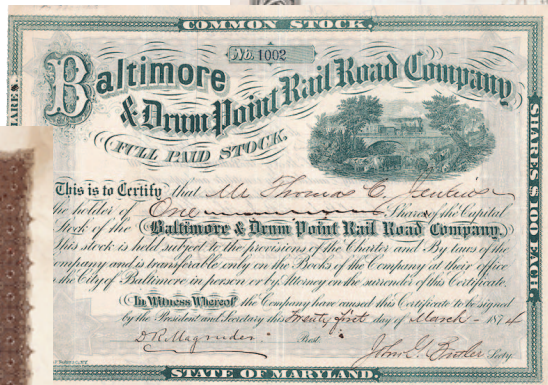 COMMON STOCK.
No. 1002
Baltimore
& Drum Point Rail Road Company
FULL PAID STOCK.
ARES.
SHARES $100 EACH.
This is to Certify that Mr Thomas C. Jenkins
the holder of One Shares of the Capital
Stock of the Baltimore & Drum Point Rail Road Company.
This stock is held subject to the provisions of the Charter and By laws of the
company and is transferable only on the Books of the Company at their office
the City of Baltimore in person or by Attorney on the surrender of this Certificate.
In Witness Whereof the Company have caused this Certificate to be signed
by the President and Secretary this Twenty first day of March 1874
D R Magruder Prest. John G. Butler Secty.
STATE OF MARYLAND.